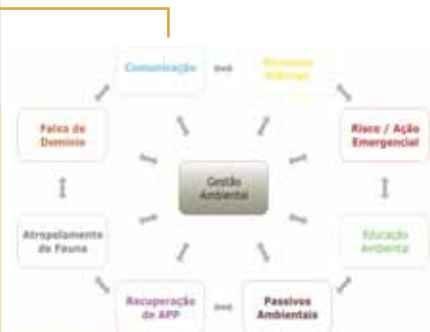 Comunicação
Recursos
Hídricos
Faixa de
Domínio
Risco / Ação
Emergencial
Gestão
Ambiental
Atropelamento
de Fauna
Educação
Ambiental
Recuperação
de APP
Passivos
Ambientais